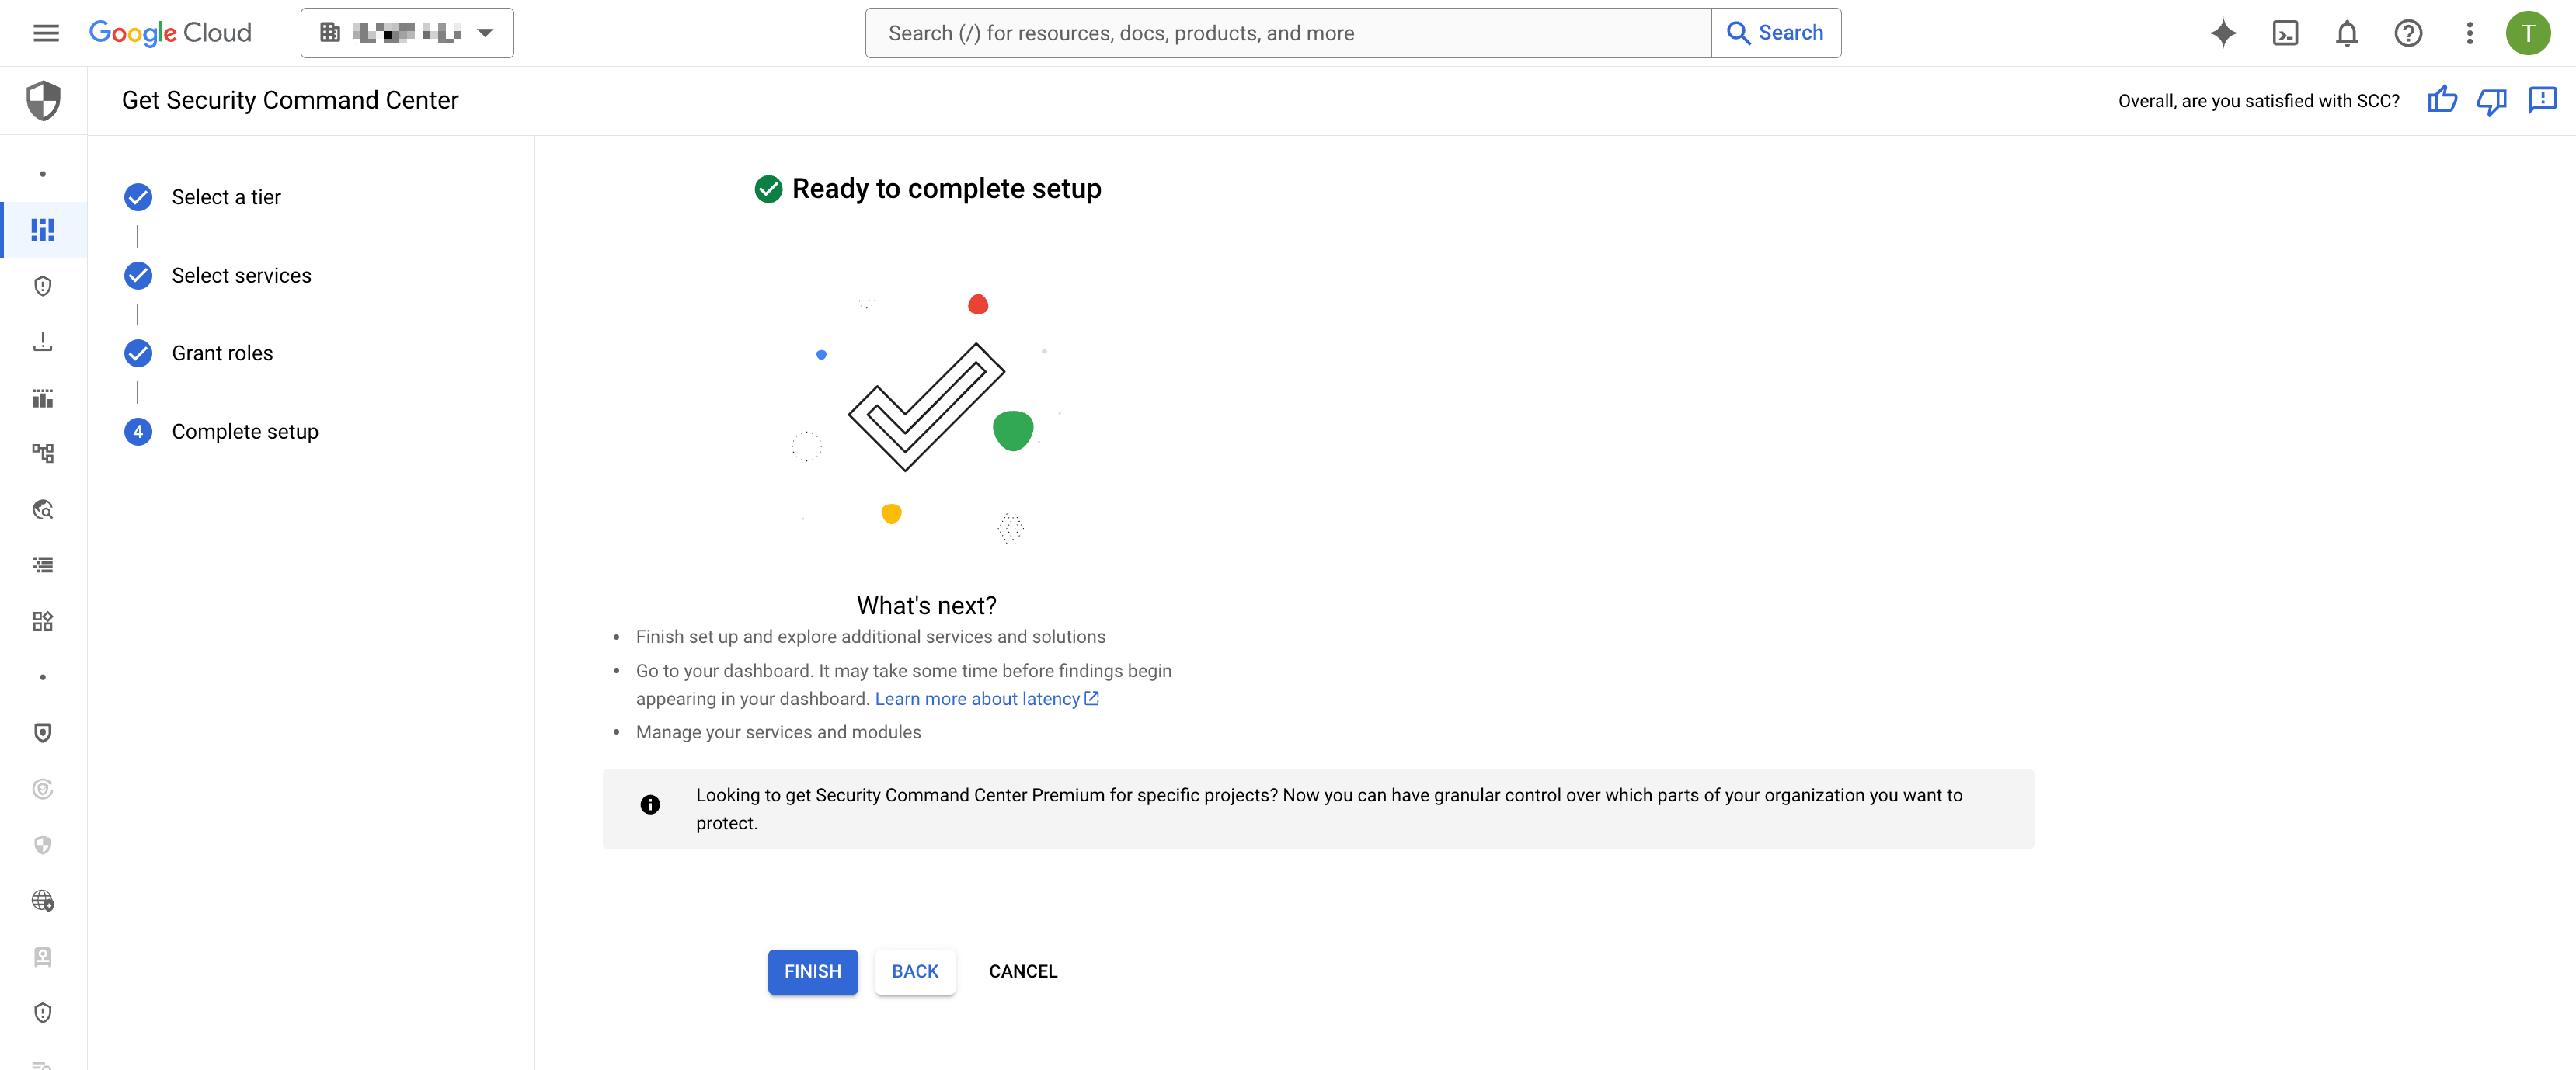 Google Cloud
Search (/) for resources, docs, products, and more
Search
T
Get Security Command Center
Overall, are you satisfied with SCC?
Select a tier
Select services
Grant roles
4 Complete setup
Ready to complete setup
What's next?
• Finish set up and explore additional services and solutions
• Go to your dashboard. It may take some time before findings begin
appearing in your dashboard. Learn more about latency
• Manage your services and modules
Looking to get Security Command Center Premium for specific projects? Now you can have granular control over which parts of your organization you want to
protect.
FINISH
BACK
CANCEL